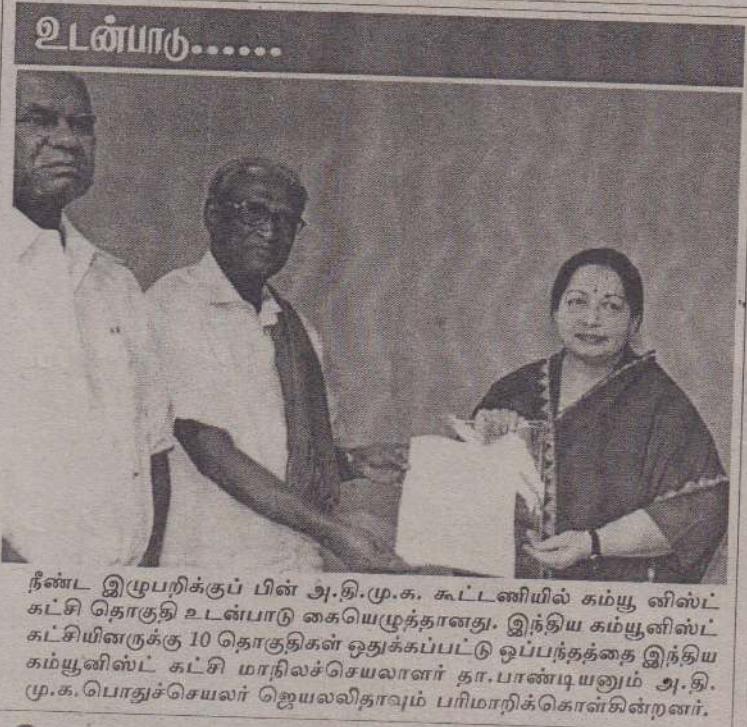 உடன்பாடு......
நீண்ட இழுபறிக்குப் பின் அ.தி.மு.க. கூட்டணியில் கம்யூ னிஸ்ட்
கட்சி தொகுதி உடன்பாடு கையெழுத்தானது. இந்திய கம்யூனிஸ்ட்
கட்சியினருக்கு 10 தொகுதிகள் ஒதுக்கப்பட்டு ஒப்பந்தத்தை இந்திய
கம்யூனிஸ்ட் கட்சி மாநிலச்செயலாளர் தா.பாண்டியனும் அ.தி.
மு.க.பொதுச்செயலர் ஜெயலலிதாவும் பரிமாறிக்கொள்கின்றனர்.